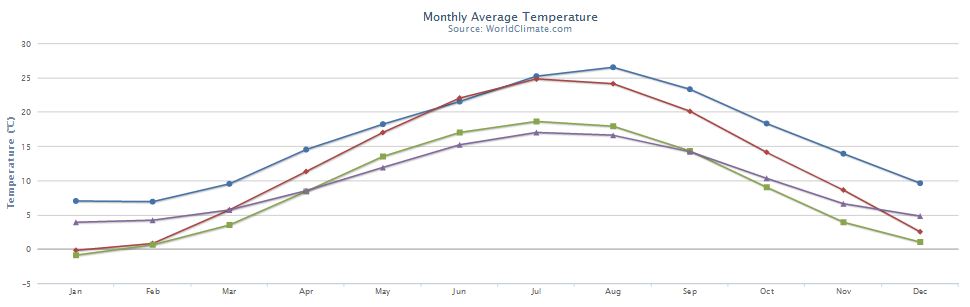 Monthly Average Temperature
Source: WorldClimate.com
30
25
20
15
10
5
0
-5
Temperature (°C)
Jan Feb Mar Apr May Jun Jul Aug Sep Oct Nov Dec